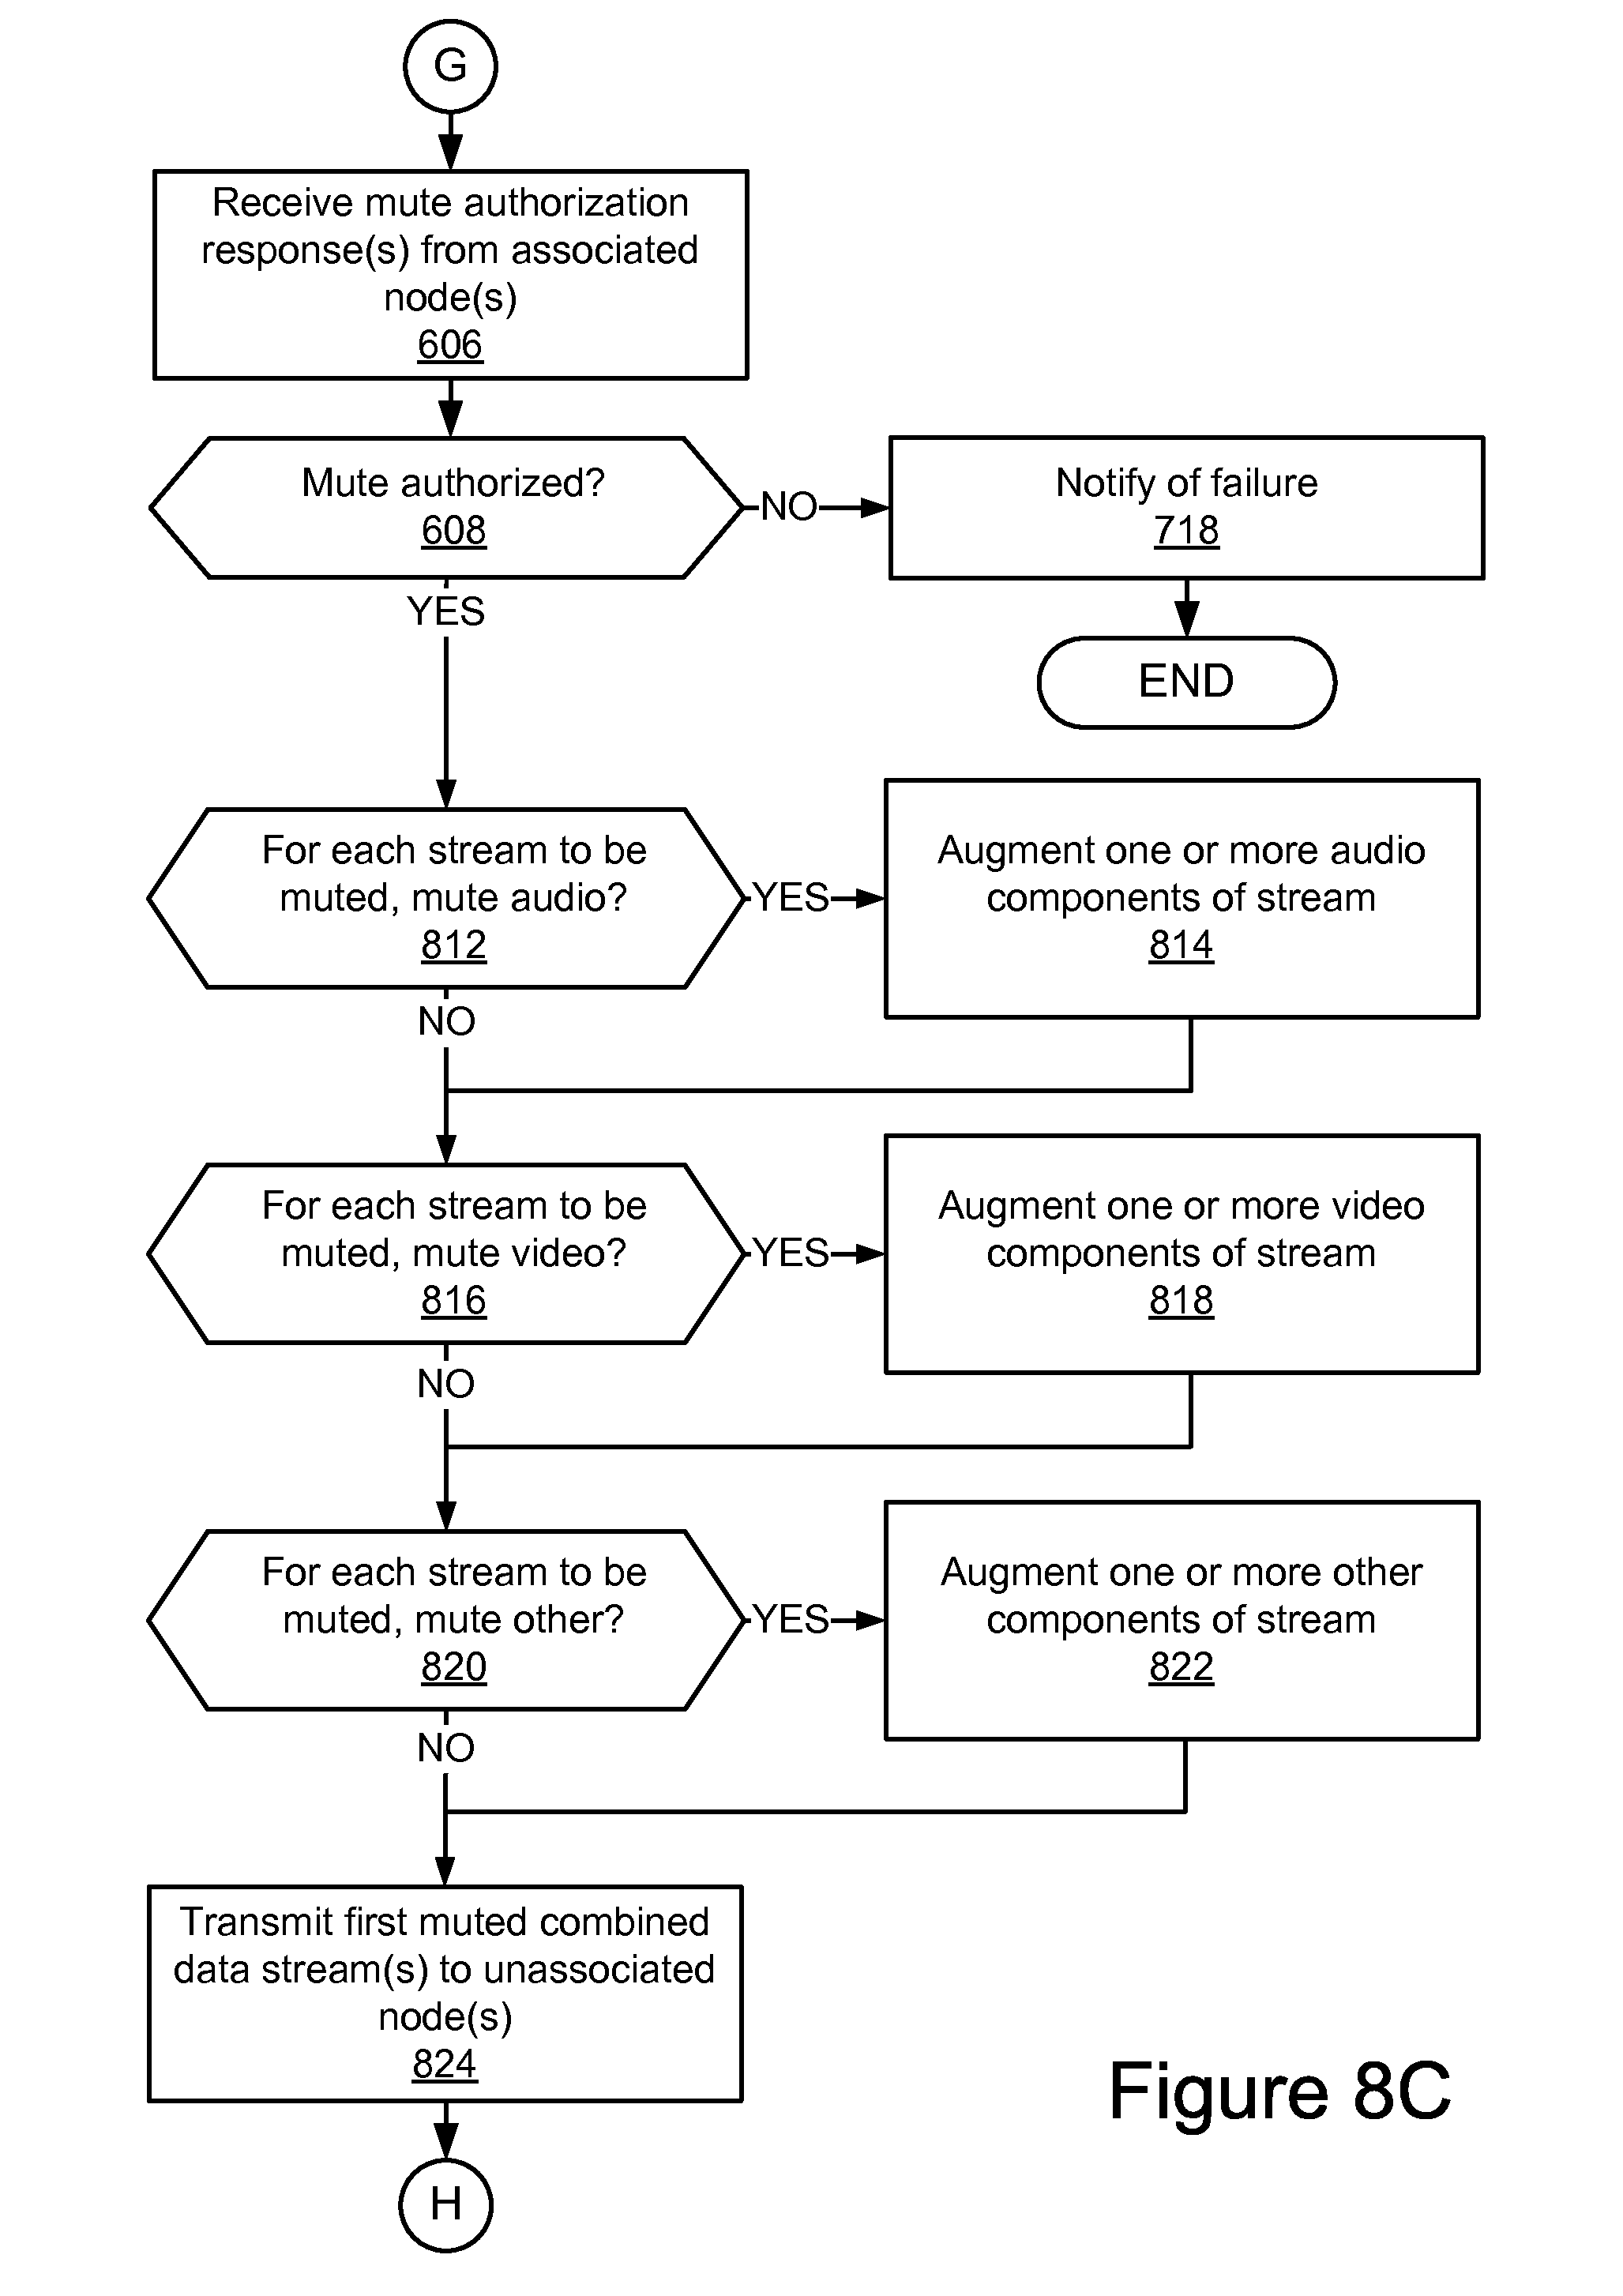 G
Receive mute authorization
response(s) from associated
node(s)
606
Mute authorized?
608
NO
Notify of failure
718
YES
END
For each stream to be
muted, mute audio?
812
YES
Augment one or more audio
components of stream
814
NO
For each stream to be
muted, mute video?
816
YES
Augment one or more video
components of stream
818
NO
For each stream to be
muted, mute other?
820
YES
Augment one or more other
components of stream
822
NO
Transmit first muted combined
data stream(s) to unassociated
node(s)
824
H
Figure 8C